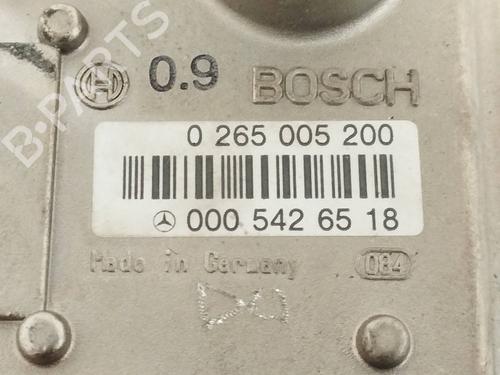 B-PARTS
0.9 BOSCH
0 265 005 200
000 542 65 18
Made in Germany
084